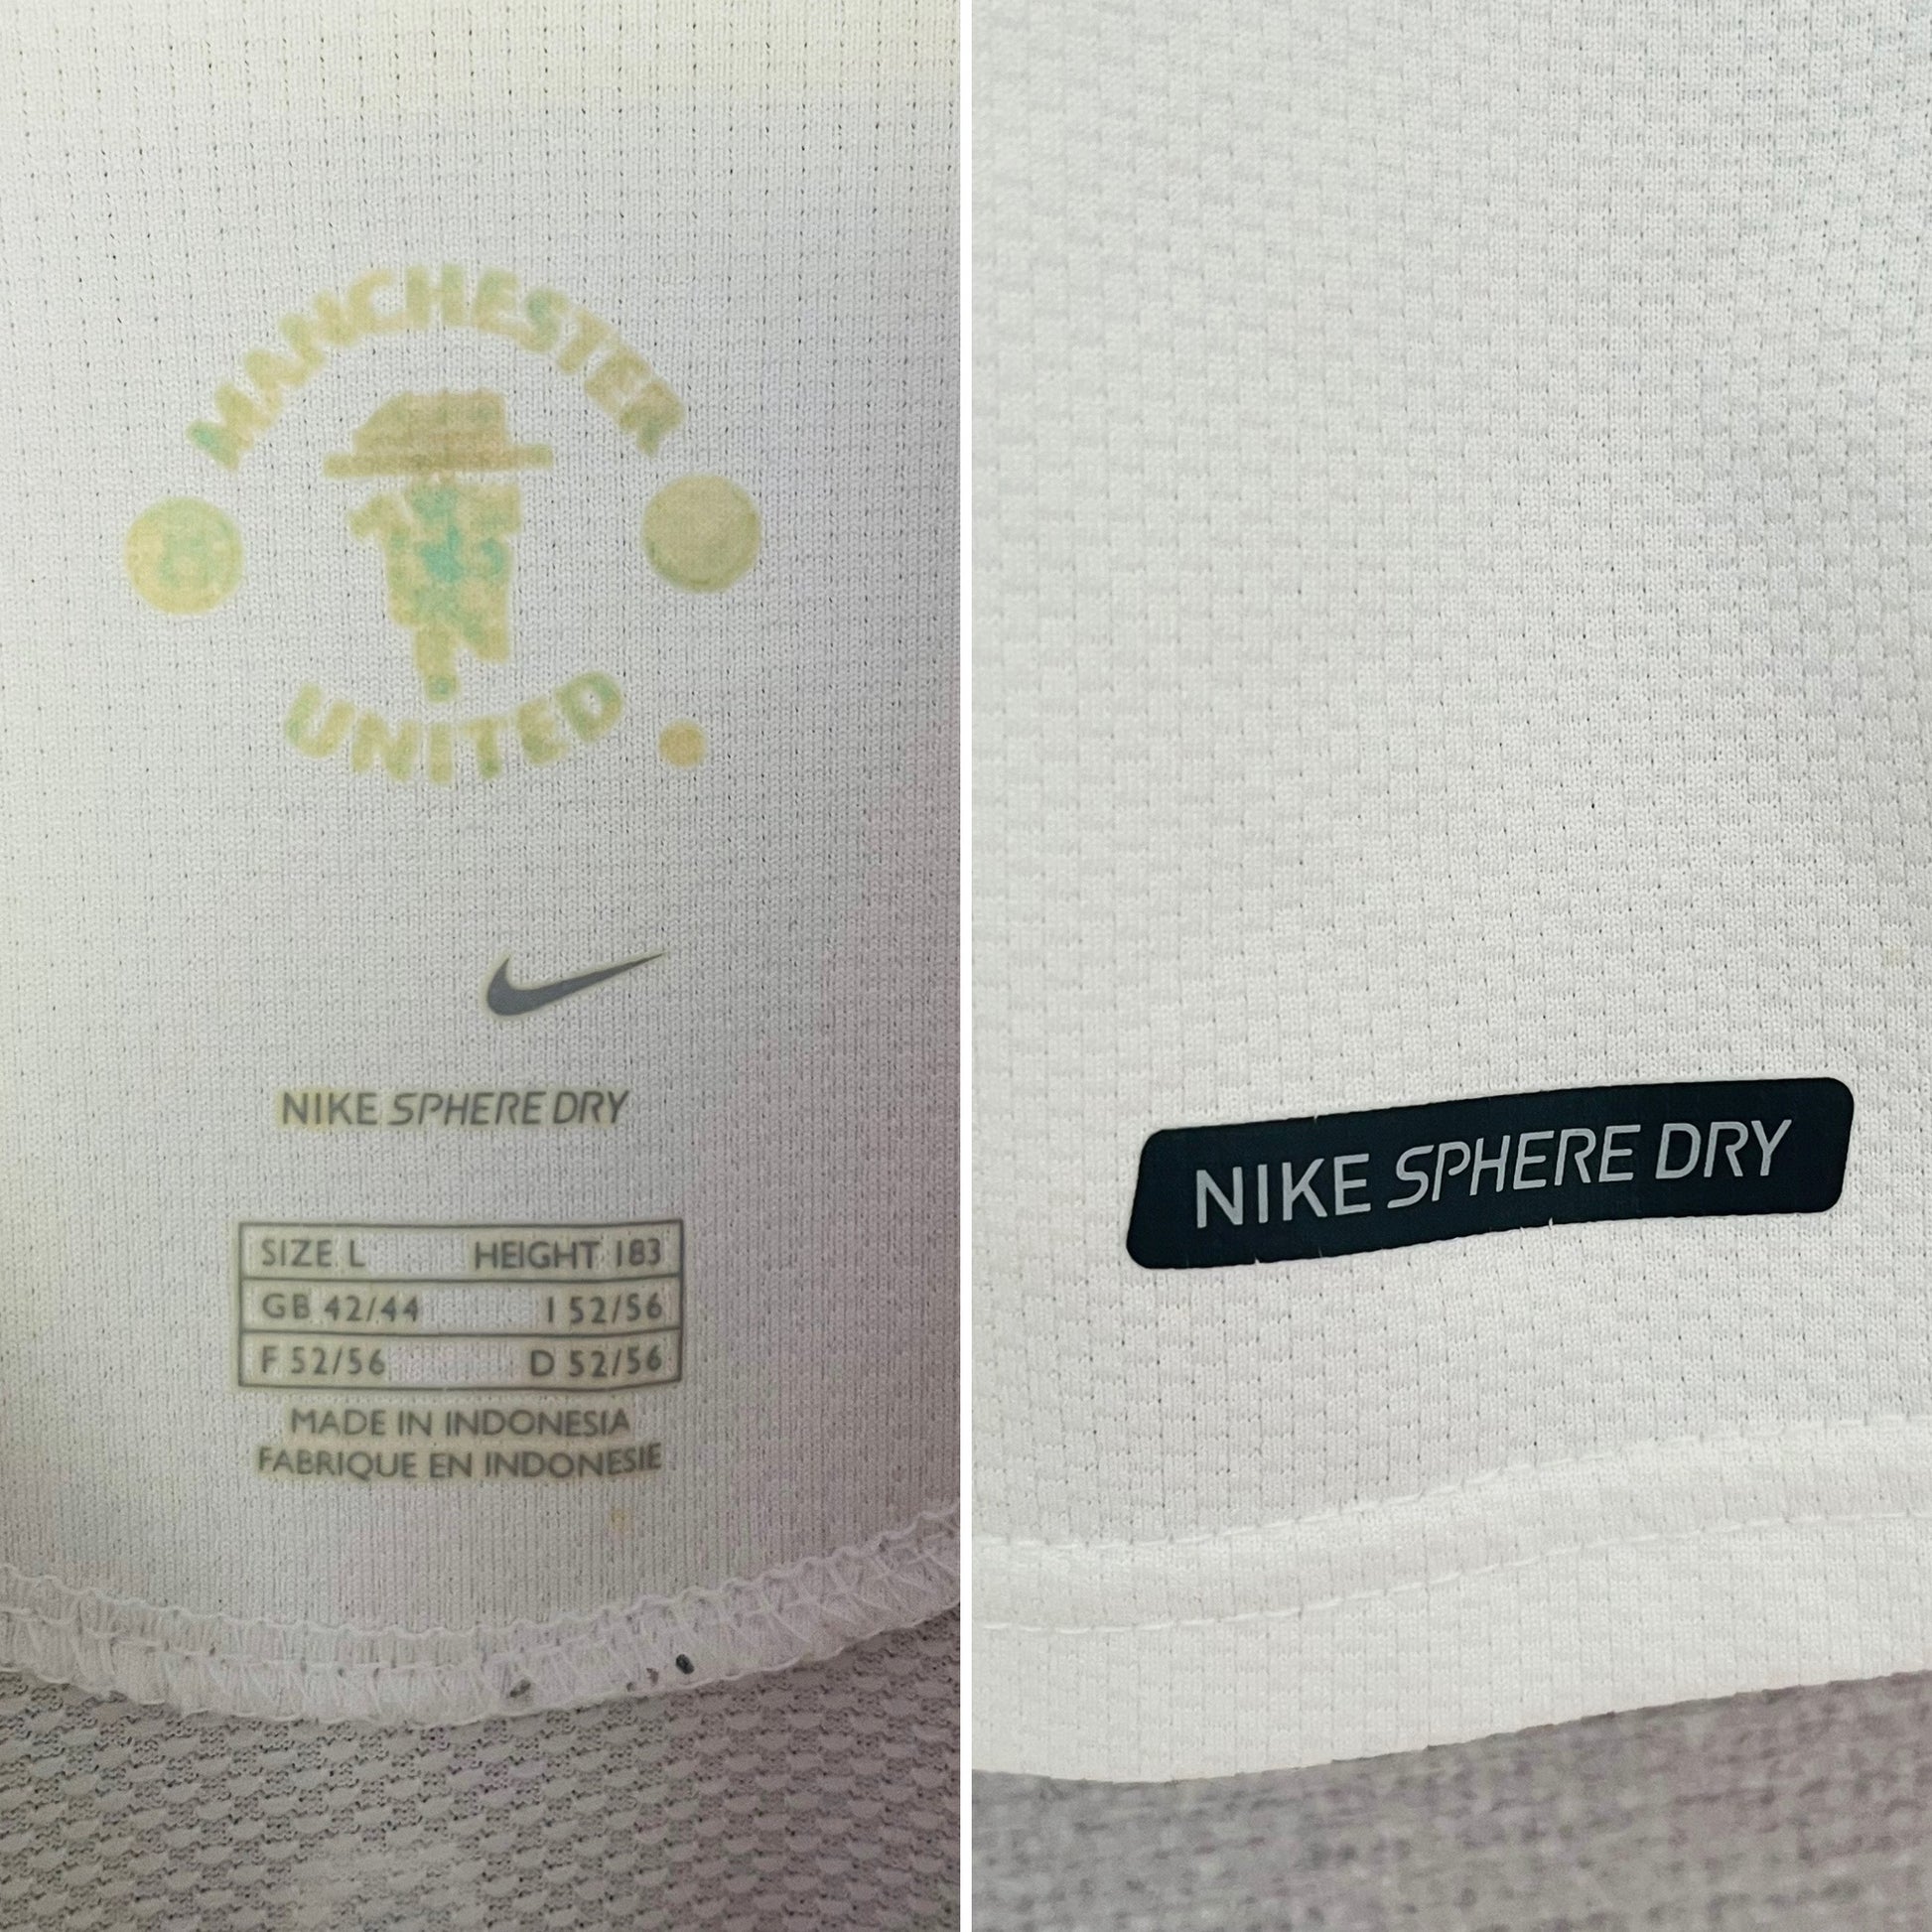 MANCHESTER
UNITED
NIKE SPHERE DRY
SIZE L HEIGHT 183
GB 42/44 I 52/56
F 52/56 D 52/56
MADE IN INDONESIA
FABRIQUE EN INDONESIE
NIKE SPHERE DRY